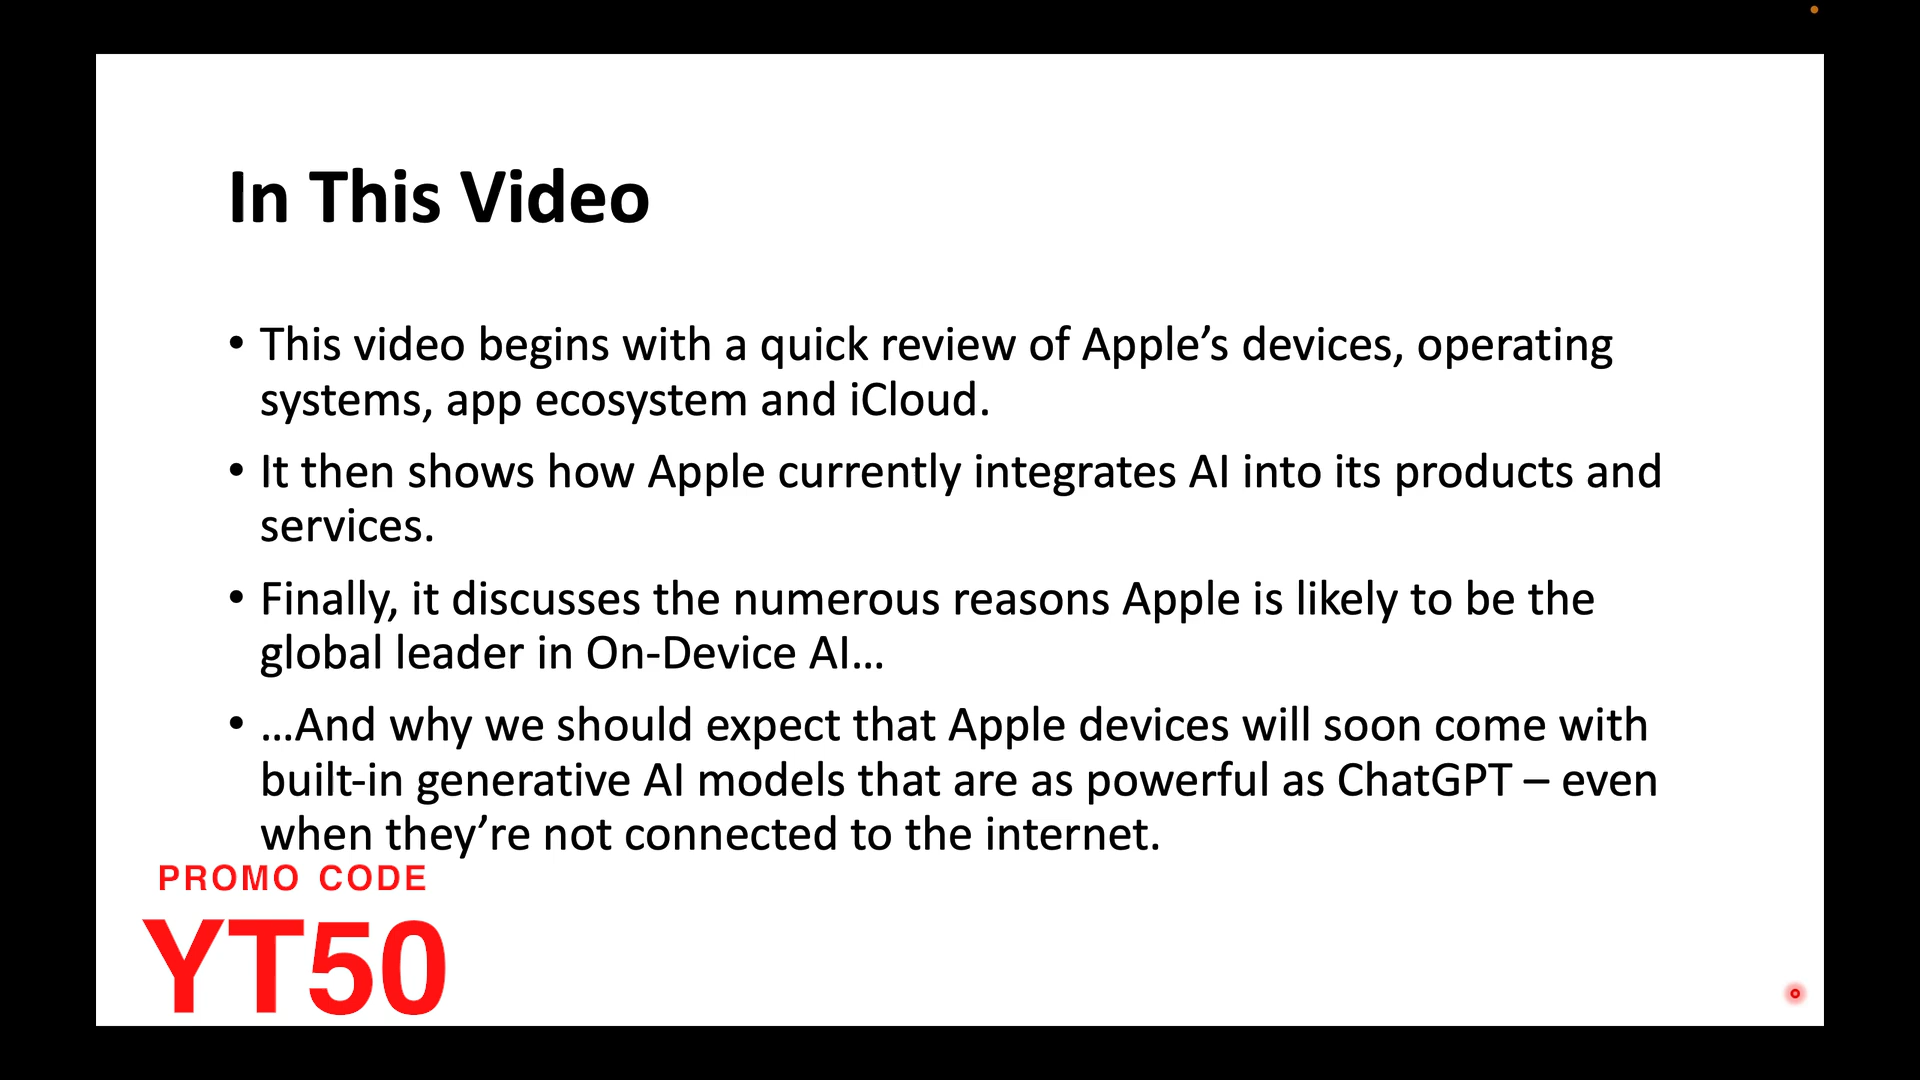 In This Video
• This video begins with a quick review of Apple’s devices, operating
systems, app ecosystem and iCloud.
• It then shows how Apple currently integrates AI into its products and
services.
• Finally, it discusses the numerous reasons Apple is likely to be the
global leader in On-Device AI…
• …And why we should expect that Apple devices will soon come with
built-in generative AI models that are as powerful as ChatGPT – even
when they’re not connected to the internet.
PROMO CODE
YT50